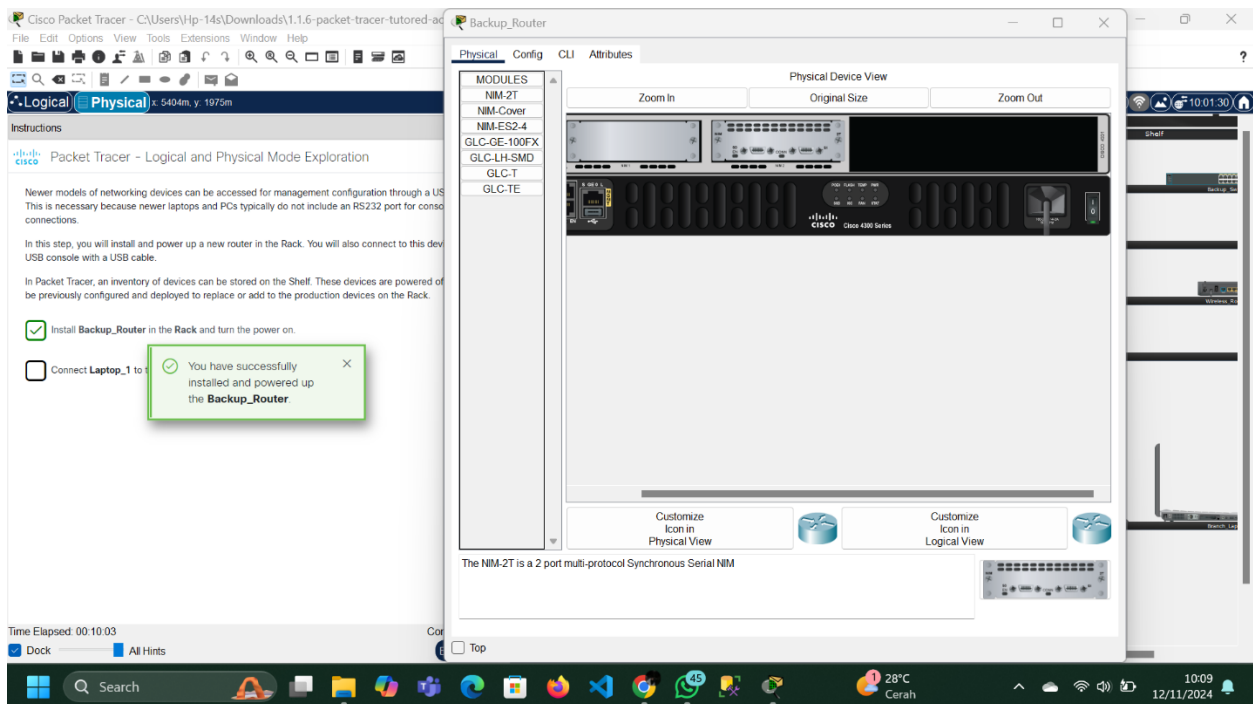 Cisco Packet Tracer - C:\Users\Hp-14s\Downloads\1.1.6-packet-tracer-tutored-ac
File Edit Options View Tools Extensions Window Help
Logical Physical x: 5404m, y: 1975m
10:01:30
Instructions
Packet Tracer - Logical and Physical Mode Exploration
Newer models of networking devices can be accessed for management configuration through a US
This is necessary because newer laptops and PCs typically do not include an RS232 port for conso
connections.
In this step, you will install and power up a new router in the Rack. You will also connect to this dev
USB console with a USB cable.
In Packet Tracer, an inventory of devices can be stored on the Shelf. These devices are powered of
be previously configured and deployed to replace or add to the production devices on the Rack.
Install Backup_Router in the Rack and turn the power on.
Connect Laptop_1 to t
You have successfully
installed and powered up
the Backup_Router.
Time Elapsed: 00:10:03
Dock
All Hints
Backup_Router
Physical Config CLI Attributes
?
MODULES
NIM-2T
NIM-Cover
NIM-ES2-4
GLC-GE-100FX
GLC-LH-SMD
GLC-T
GLC-TE
Physical Device View
Zoom In
Original Size
Zoom Out
CISCO Cisco 4300 Series
Customize
Icon in
Physical View
Customize
Icon in
Logical View
The NIM-2T is a 2 port multi-protocol Synchronous Serial NIM
Top
Shelf
Search
45
1
28°C
Cerah
10:09
12/11/2024